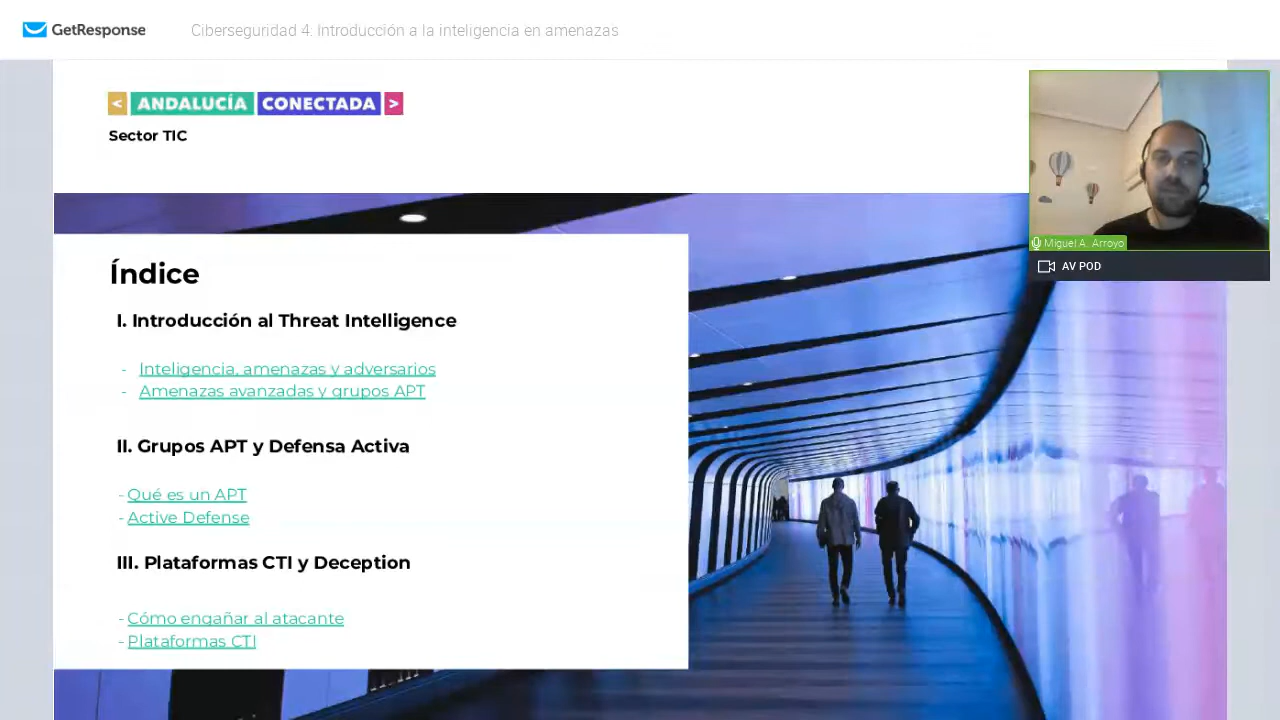 GetResponse
Ciberseguridad 4: Introducción a la inteligencia en amenazas
< ANDALUCÍA CONECTADA >
Sector TIC
Miguel A. Arroyo
AV POD
Índice
I. Introducción al Threat Intelligence
- Inteligencia, amenazas y adversarios
- Amenazas avanzadas y grupos APT
II. Grupos APT y Defensa Activa
- Qué es un APT
- Active Defense
III. Plataformas CTI y Deception
- Cómo engañar al atacante
- Plataformas CTI